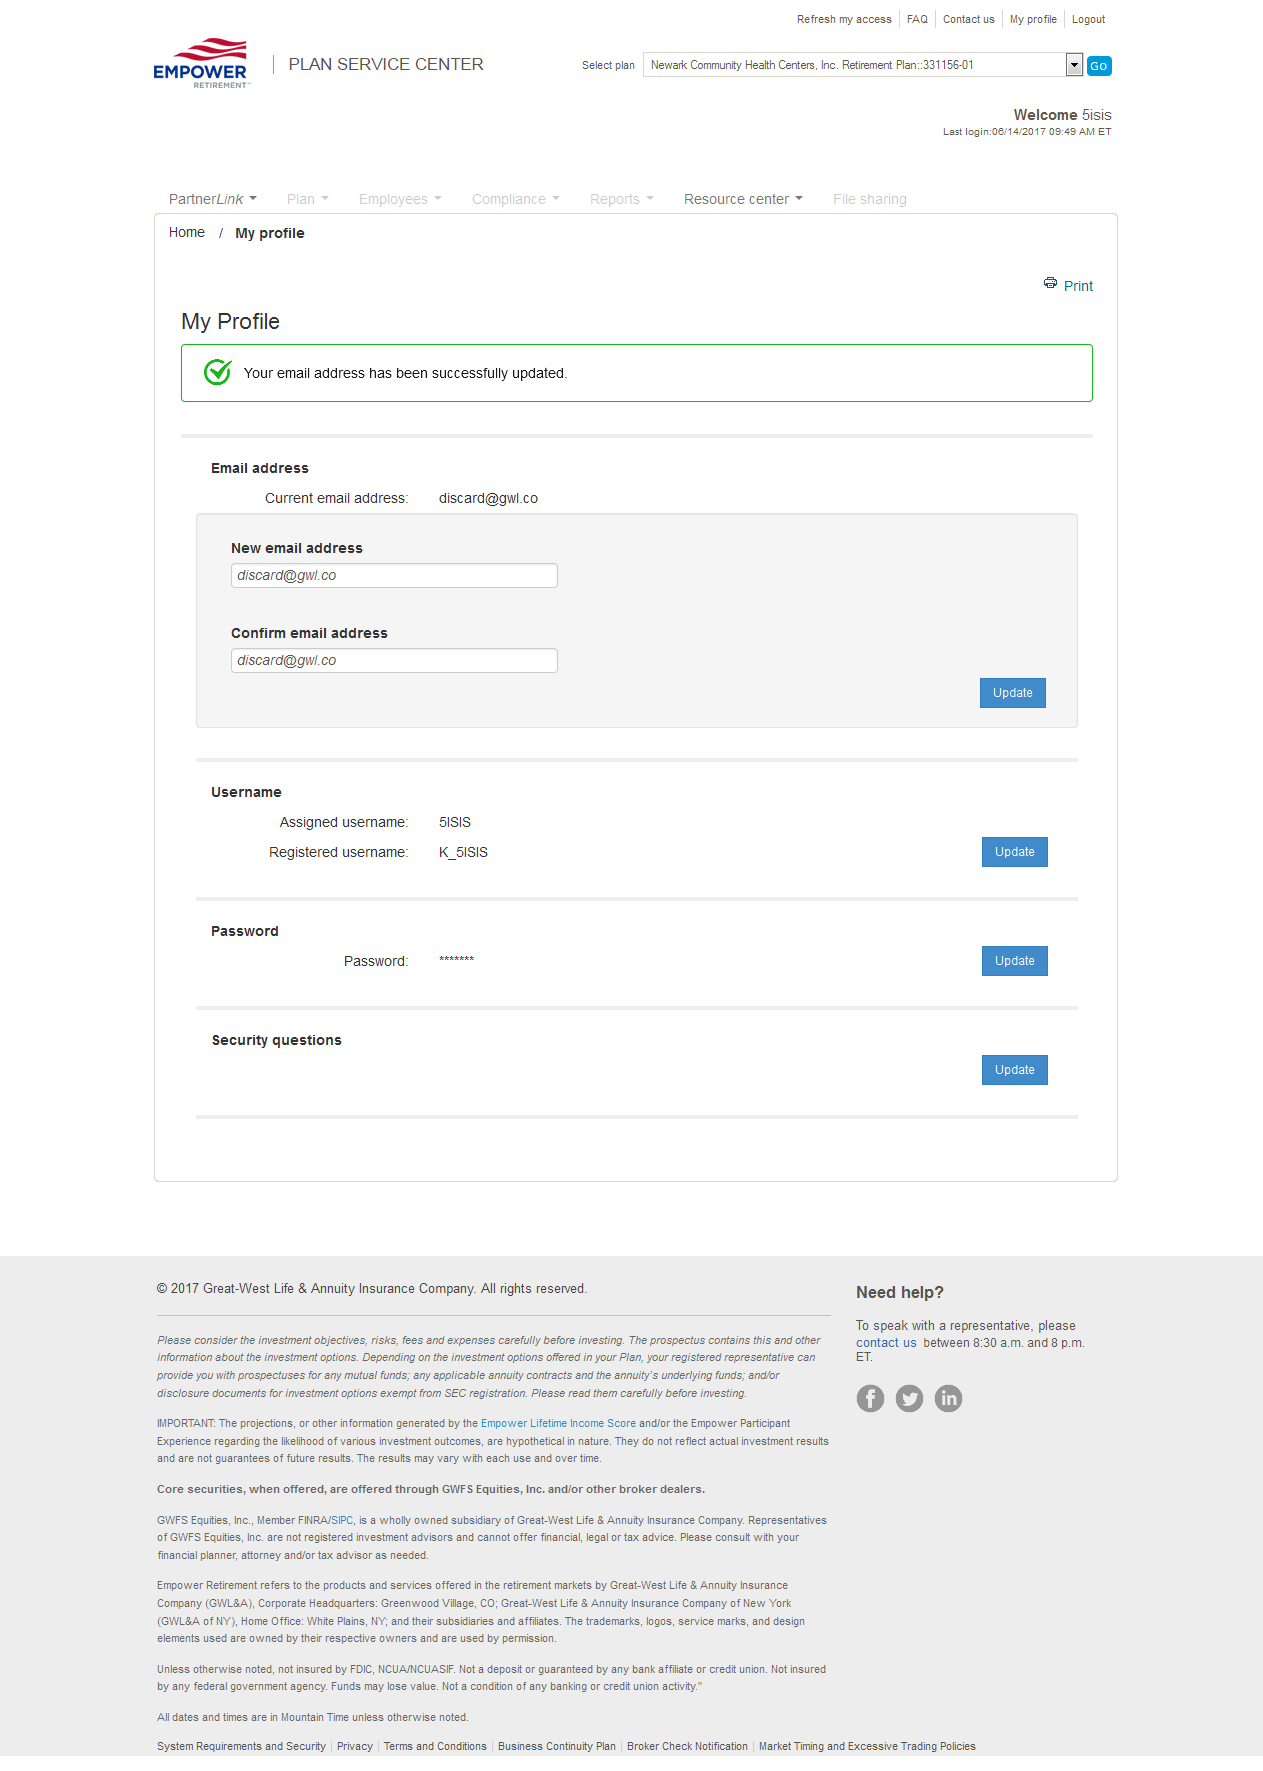 Refresh my access | FAQ | Contact us | My profile | Logout
EMPOWER
RETIREMENT™
PLAN SERVICE CENTER
Select plan Newark Community Health Centers, Inc. Retirement Plan::331156-01 Go
Welcome 5isis
Last login:06/14/2017 09:49 AM ET
PartnerLink Plan Employees Compliance Reports Resource center File sharing
Home / My profile
Print
My Profile
Your email address has been successfully updated.
Email address
Current email address: discard@gwl.co
New email address
discard@gwl.co
Confirm email address
discard@gwl.co
Update
Username
Assigned username: 5ISIS
Registered username: K_5ISIS
Update
Password
Password: *******
Update
Security questions
Update
© 2017 Great-West Life & Annuity Insurance Company. All rights reserved.
Please consider the investment objectives, risks, fees and expenses carefully before investing. The prospectus contains this and other
information about the investment options. Depending on the investment options offered in your Plan, your registered representative can
provide you with prospectuses for any mutual funds; any applicable annuity contracts and the annuity's underlying funds; and/or
disclosure documents for investment options exempt from SEC registration. Please read them carefully before investing.
IMPORTANT: The projections, or other information generated by the Empower Lifetime Income Score and/or the Empower Participant
Experience regarding the likelihood of various investment outcomes, are hypothetical in nature. They do not reflect actual investment results
and are not guarantees of future results. The results may vary with each use and over time.
Core securities, when offered, are offered through GWFS Equities, Inc. and/or other broker dealers.
GWFS Equities, Inc., Member FINRA/SIPC, is a wholly owned subsidiary of Great-West Life & Annuity Insurance Company. Representatives
of GWFS Equities, Inc. are not registered investment advisors and cannot offer financial, legal or tax advice. Please consult with your
financial planner, attorney and/or tax advisor as needed.
Empower Retirement refers to the products and services offered in the retirement markets by Great-West Life & Annuity Insurance
Company (GWL&A), Corporate Headquarters: Greenwood Village, CO; Great-West Life & Annuity Insurance Company of New York
(GWL&A of NY), Home Office: White Plains, NY; and their subsidiaries and affiliates. The trademarks, logos, service marks, and design
elements used are owned by their respective owners and are used by permission.
Unless otherwise noted, not insured by FDIC, NCUA/NCUASIF. Not a deposit or guaranteed by any bank affiliate or credit union. Not insured
by any federal government agency. Funds may lose value. Not a condition of any banking or credit union activity."
All dates and times are in Mountain Time unless otherwise noted.
System Requirements and Security | Privacy | Terms and Conditions | Business Continuity Plan | Broker Check Notification | Market Timing and Excessive Trading Policies
Need help?
To speak with a representative, please
contact us between 8:30 a.m. and 8 p.m.
ET.
f in